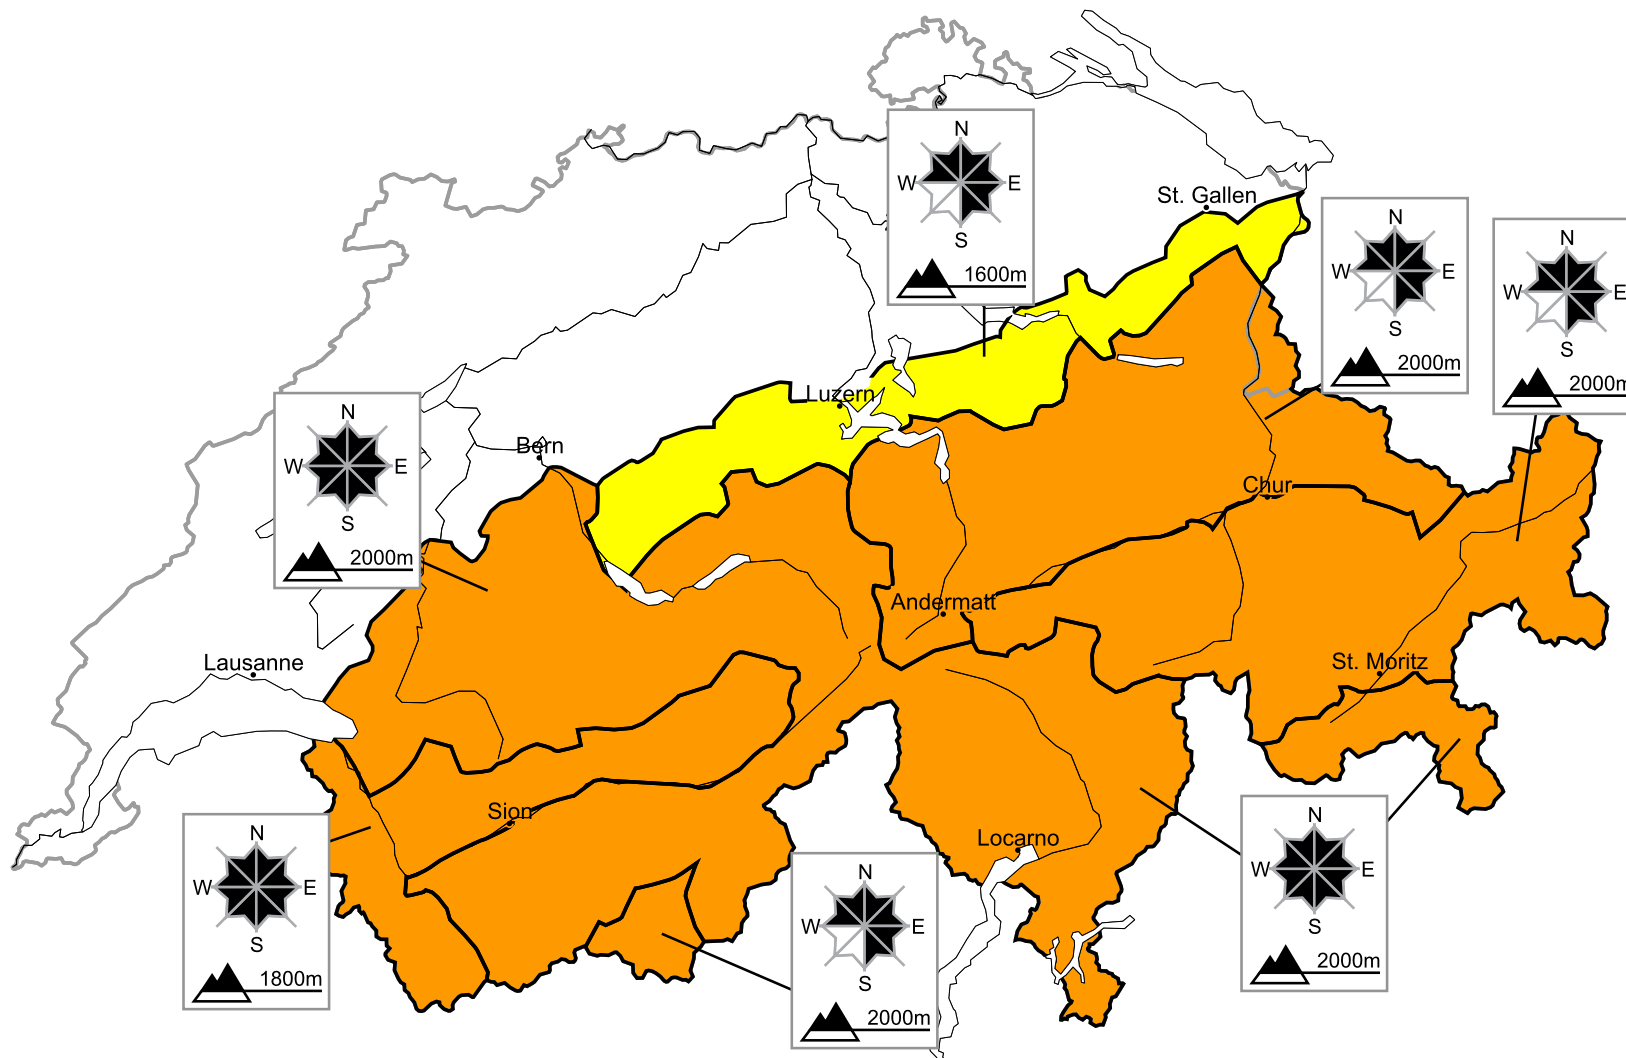 N
W E
S
1600m
St. Gallen
N
W E
S
2000m
N
W E
S
2000m
Luzern
N
W E
S
2000m
Bern
Chur
Andermatt
Lausanne
St. Moritz
Sion
N
W E
S
1800m
Locarno
N
W E
S
2000m
N
W E
S
2000m